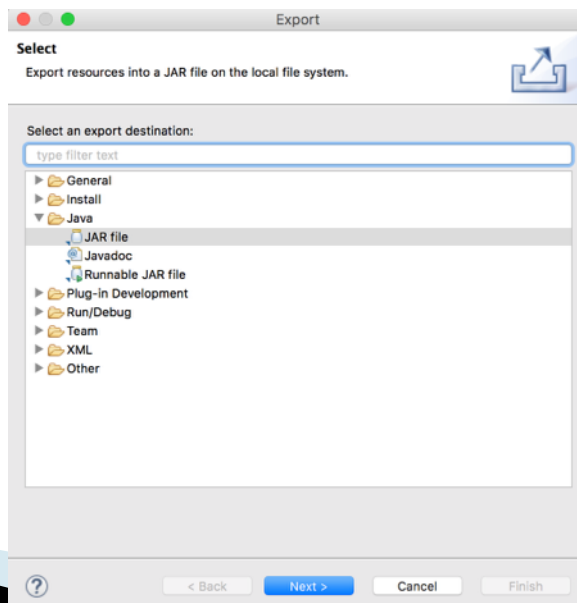 Export
Select
Export resources into a JAR file on the local file system.
Select an export destination:
type filter text
General
Install
Java
JAR file
Javadoc
Runnable JAR file
Plug-in Development
Run/Debug
Team
XML
Other
? < Back Next > Cancel Finish